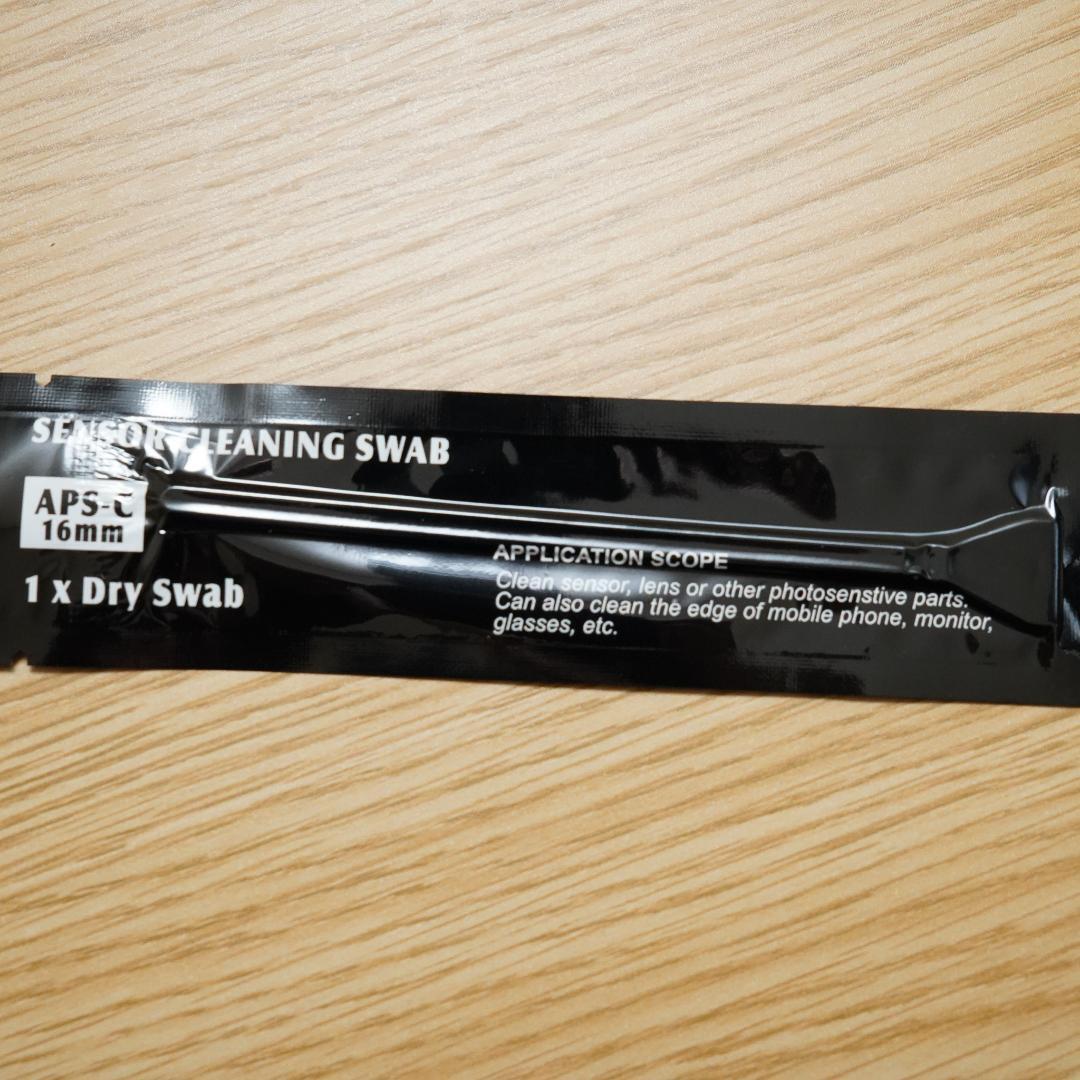 SENSOR CLEANING SWAB
APS-C
16mm
1 x Dry Swab
APPLICATION SCOPE
Clean sensor, lens or other photosenstive parts.
Can also clean the edge of mobile phone, monitor,
glasses, etc.